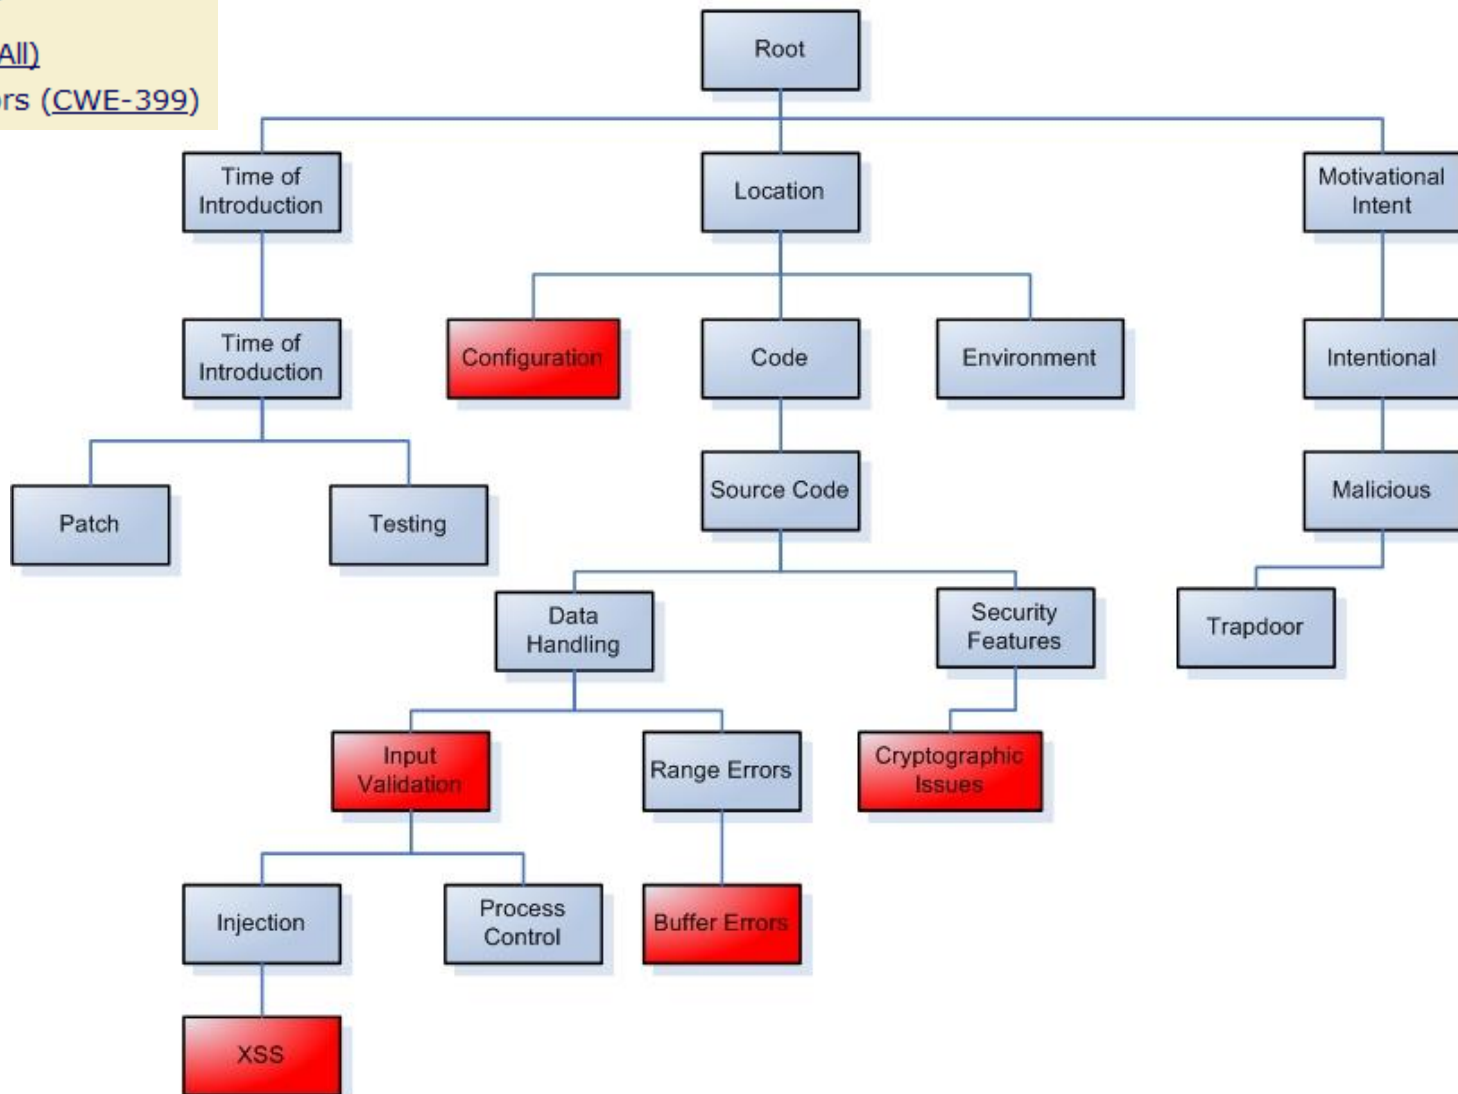 All)
rs (CWE-399)
Root
Time of
Introduction
Location
Motivational
Intent
Time of
Introduction
Configuration
Code
Environment
Intentional
Source Code
Malicious
Patch
Testing
Data
Handling
Security
Features
Trapdoor
Input
Validation
Range Errors
Cryptographic
Issues
Injection
Process
Control
Buffer Errors
XSS